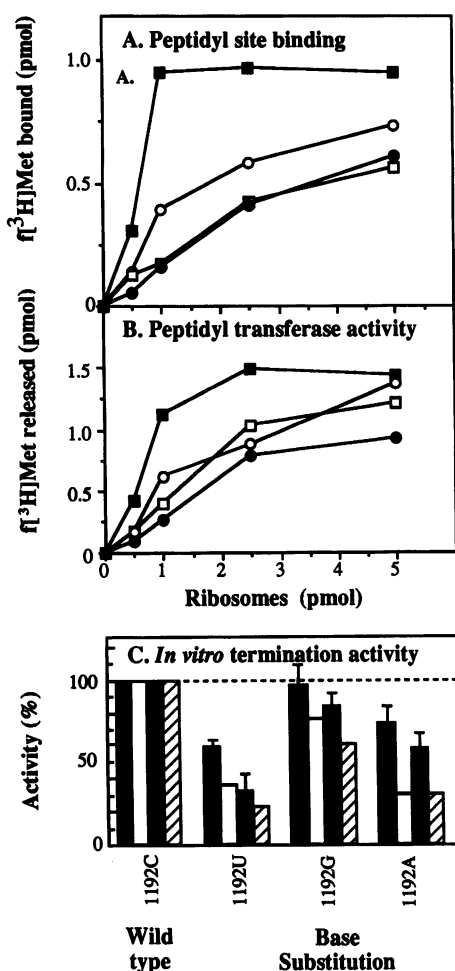 A. Peptidyl site binding
A.
f[³H]Met bound (pmol)
1.0
0.5
0
B. Peptidyl transferase activity
f[³H]Met released (pmol)
1.5
1.0
0.5
0
0 1 2 3 4 5
Ribosomes (pmol)
C. In vitro termination activity
Activity (%)
100
50
0
1192C
1192U
1192G
1192A
Wild
type
Base
Substitution